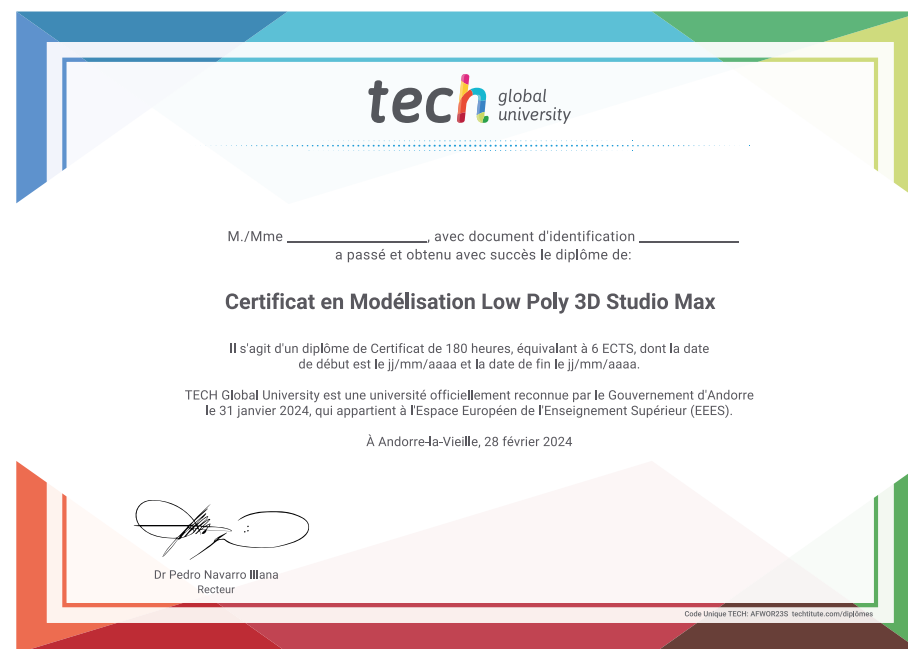 tech global university
M./Mme ____________________, avec document d'identification ______________
a passé et obtenu avec succès le diplôme de:
Certificat en Modélisation Low Poly 3D Studio Max
Il s'agit d'un diplôme de Certificat de 180 heures, équivalant à 6 ECTS, dont la date
de début est le jj/mm/aaaa et la date de fin le jj/mm/aaaa.
TECH Global University est une université officiellement reconnue par le Gouvernement d'Andorre
le 31 janvier 2024, qui appartient à l'Espace Européen de l'Enseignement Supérieur (EEES).
À Andorre-la-Vieille, 28 février 2024
Dr Pedro Navarro Illana
Recteur
Code Unique TECH: AFWOR23S techtitute.com/diplômes